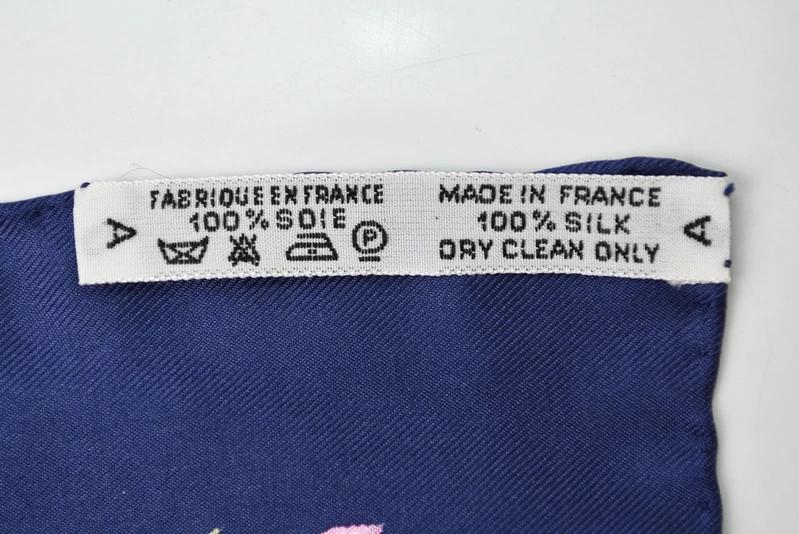 A
FABRIQUE EN FRANCE
100% SOIE
P
MADE IN FRANCE
100% SILK
DRY CLEAN ONLY
A